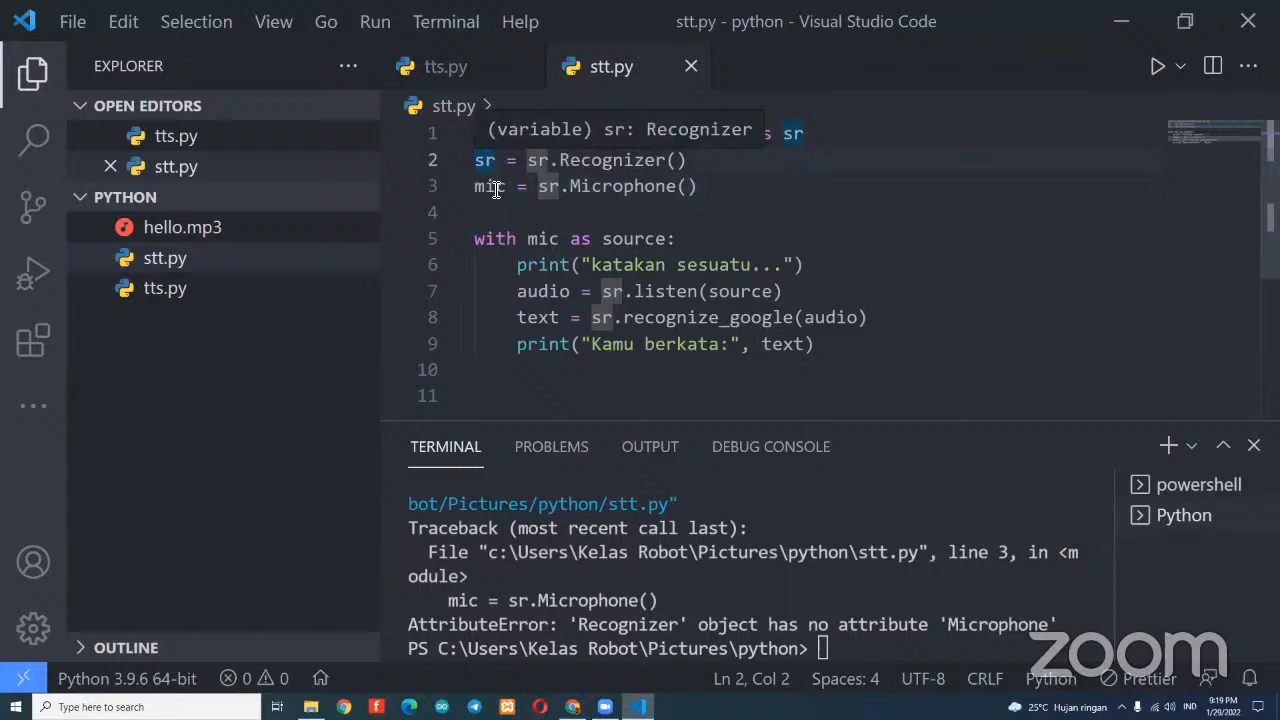 File Edit Selection View Go Run Terminal Help stt.py - python - Visual Studio Code
EXPLORER
tts.py stt.py
OPEN EDITORS
tts.py
stt.py
PYTHON
hello.mp3
stt.py
tts.py
OUTLINE
stt.py
(variable) sr: Recognizer
1 s sr
2 sr = sr.Recognizer()
3 mic = sr.Microphone()
4
5 with mic as source:
6 print("katakan sesuatu...")
7 audio = sr.listen(source)
8 text = sr.recognize_google(audio)
9 print("Kamu berkata:", text)
10
11
TERMINAL PROBLEMS OUTPUT DEBUG CONSOLE
powershell
Python
bot/Pictures/python/stt.py"
Traceback (most recent call last):
File "c:\Users\Kelas Robot\Pictures\python\stt.py", line 3, in <m
odule>
mic = sr.Microphone()
AttributeError: 'Recognizer' object has no attribute 'Microphone'
PS C:\Users\Kelas Robot\Pictures\python>
zoom
Python 3.9.6 64-bit 0 0 Ln 2, Col 2 Spaces: 4 UTF-8 CRLF Python Prettier
Type here to search
25°C Hujan ringan IND
9:19 PM
1/29/2022